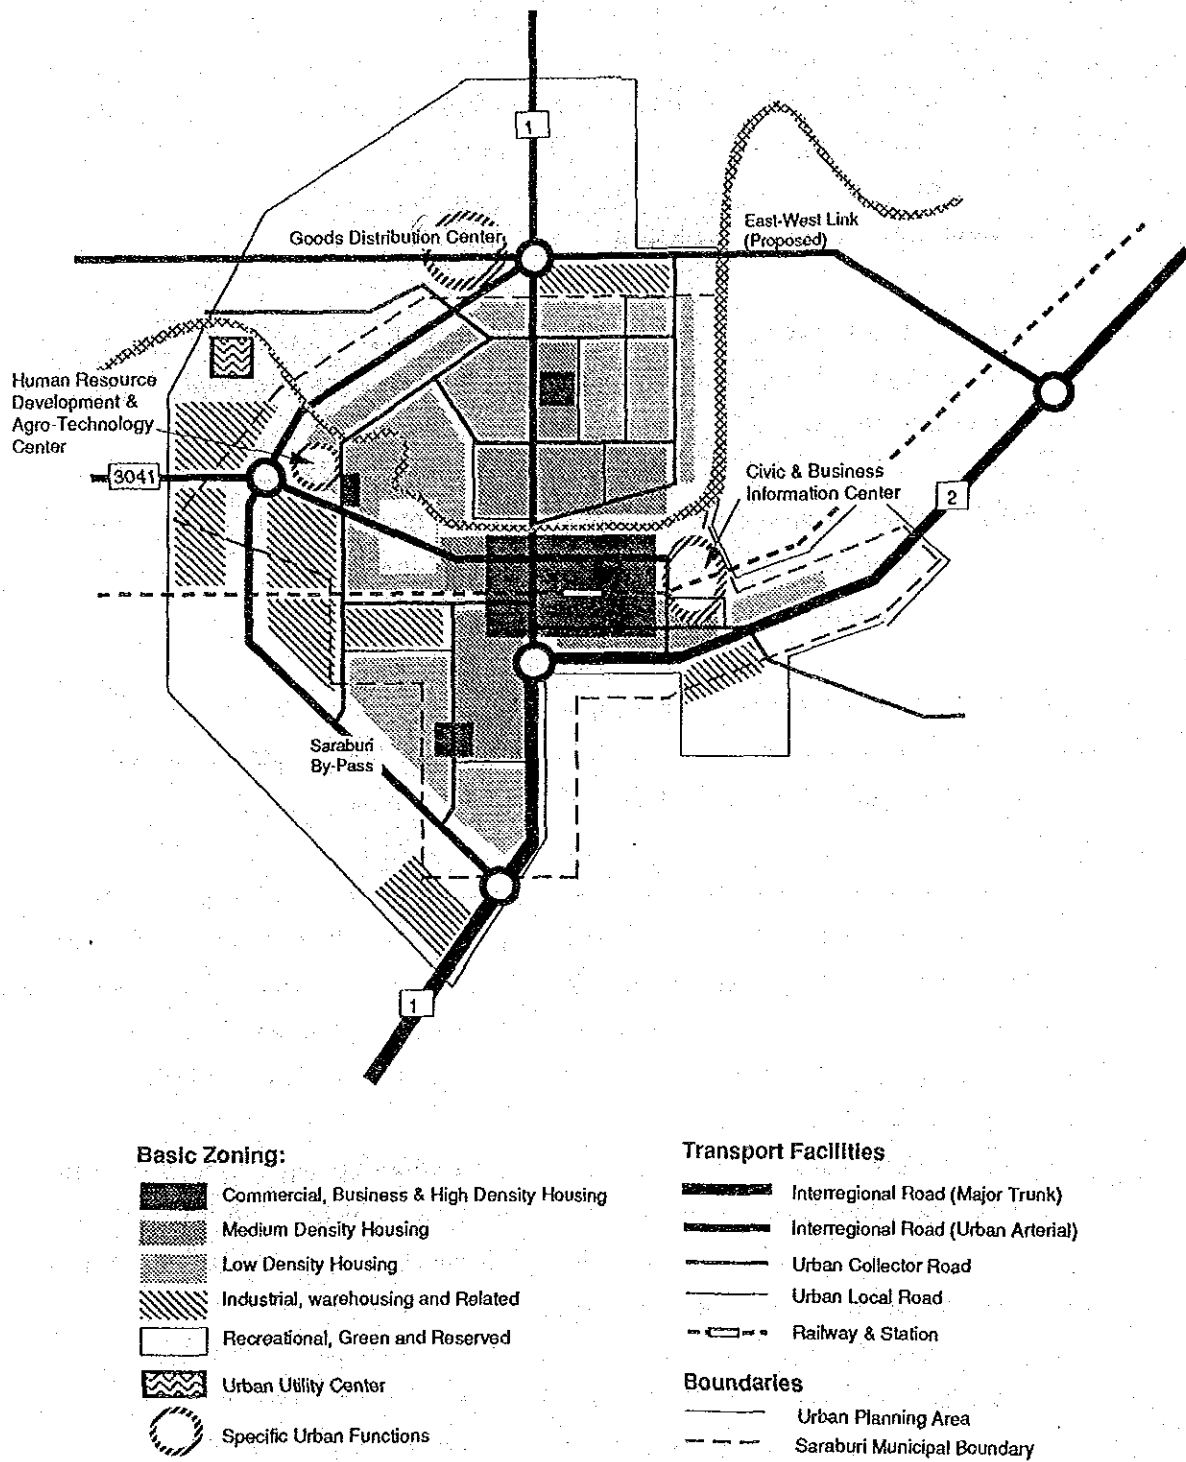 1
East-West Link
(Proposed)
Goods Distribution Center
Human Resource
Development &
Agro-Technology
Center
3041
Civic & Business
Information Center
2
Saraburi
By-Pass
1
Basic Zoning:
Commercial, Business & High Density Housing
Medium Density Housing
Low Density Housing
Industrial, warehousing and Related
Recreational, Green and Reserved
Urban Utility Center
Specific Urban Functions
Transport Facilities
Interregional Road (Major Trunk)
Interregional Road (Urban Arterial)
Urban Collector Road
Urban Local Road
Railway & Station
Boundaries
Urban Planning Area
Saraburi Municipal Boundary